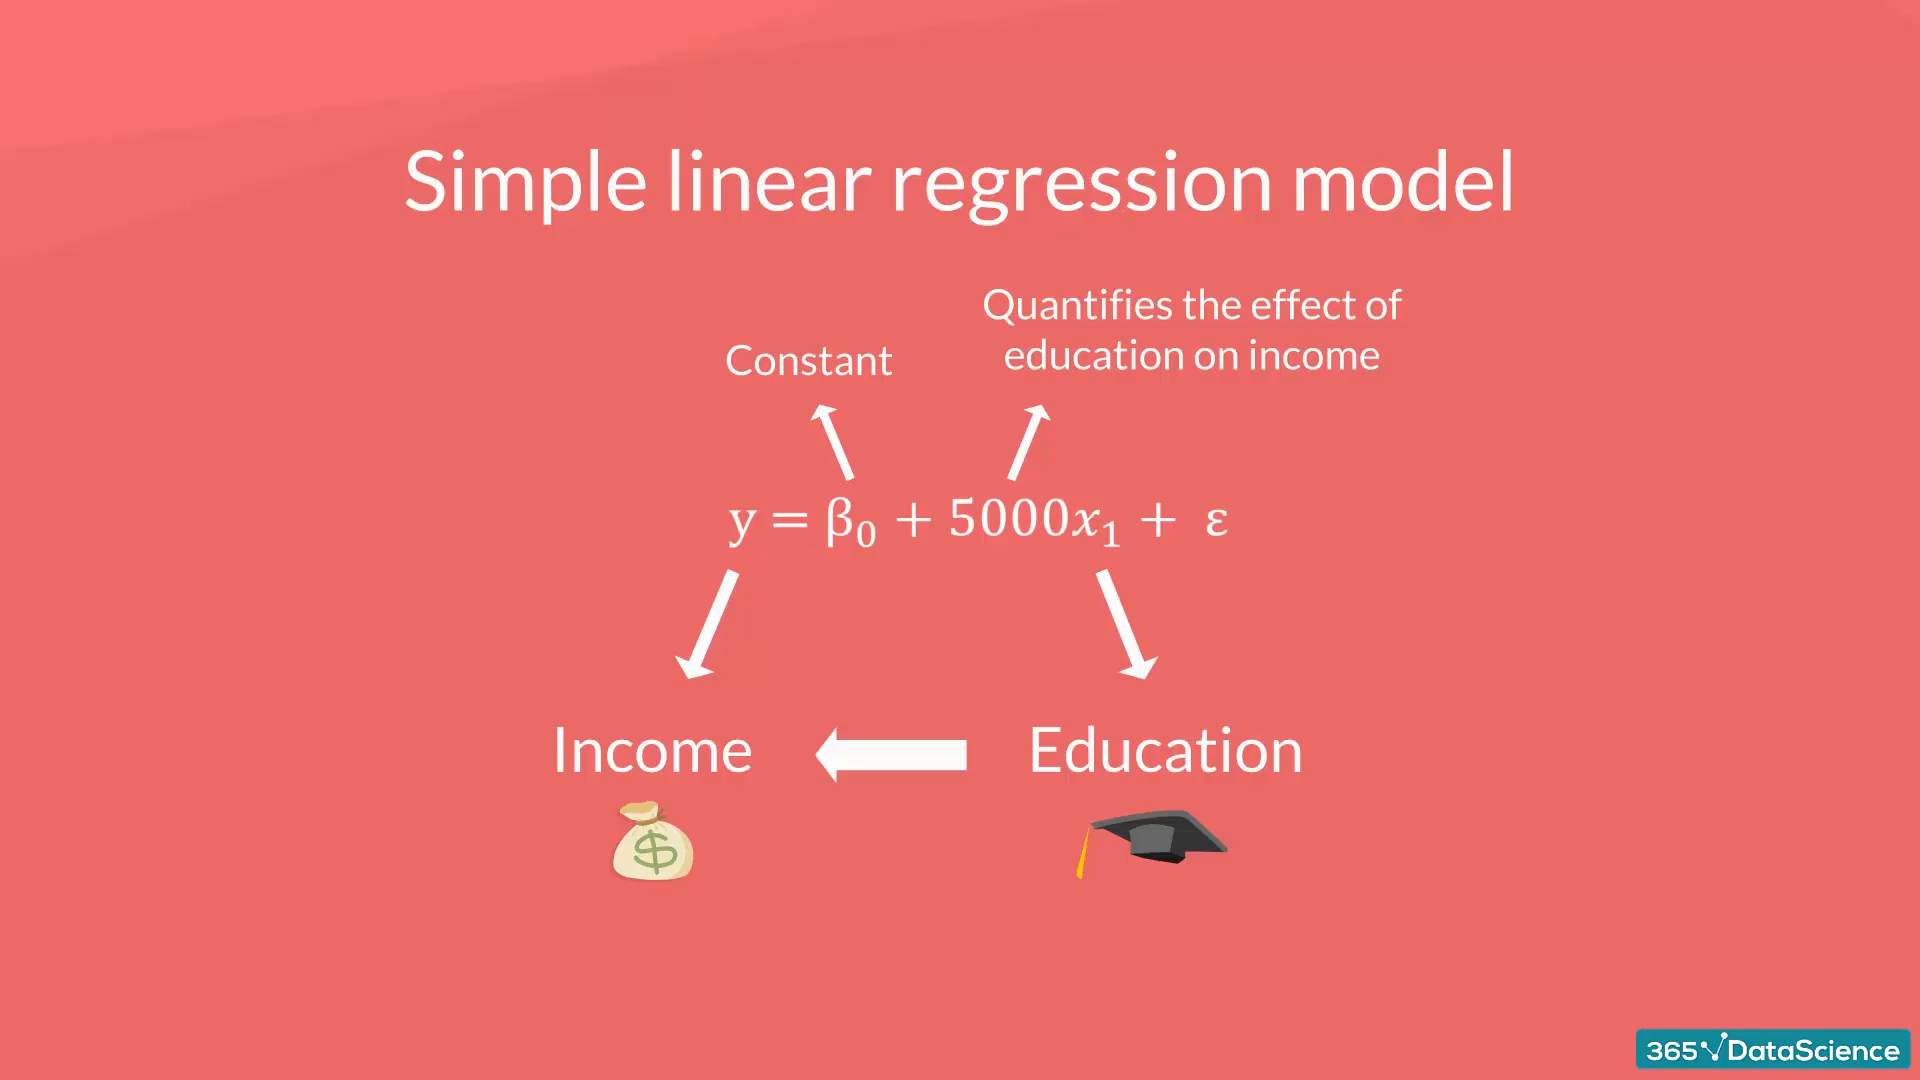 Simple linear regression model
Quantifies the effect of
education on income
Constant
y = β₀ + 5000x₁ + ε
Income
Education
$
365 DataScience